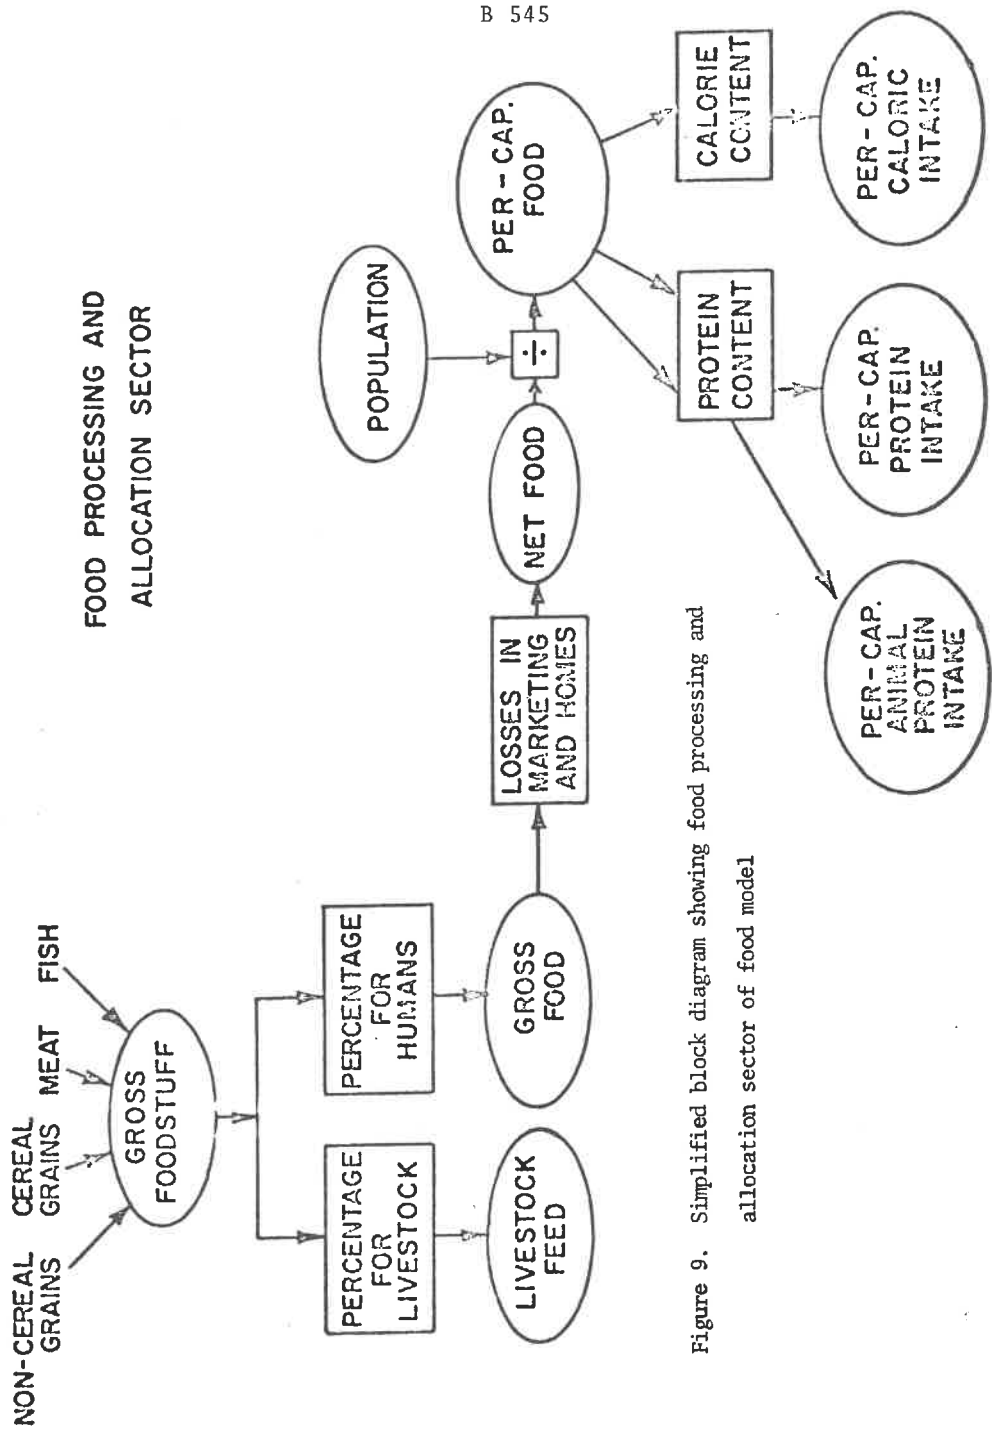 B 545
FOOD PROCESSING AND
ALLOCATION SECTOR
NON-CEREAL
GRAINS
CEREAL
GRAINS
MEAT
FISH
GROSS
FOODSTUFF
PERCENTAGE
FOR
LIVESTOCK
PERCENTAGE
FOR
HUMANS
LIVESTOCK
FEED
GROSS
FOOD
LOSSES IN
MARKETING
AND HOMES
NET FOOD
POPULATION
÷
PER-CAP.
FOOD
PROTEIN
CONTENT
CALORIE
CONTENT
PER-CAP.
ANIMAL
PROTEIN
INTAKE
PER-CAP.
PROTEIN
INTAKE
PER-CAP.
CALORIC
INTAKE
Figure 9. Simplified block diagram showing food processing and
allocation sector of food model